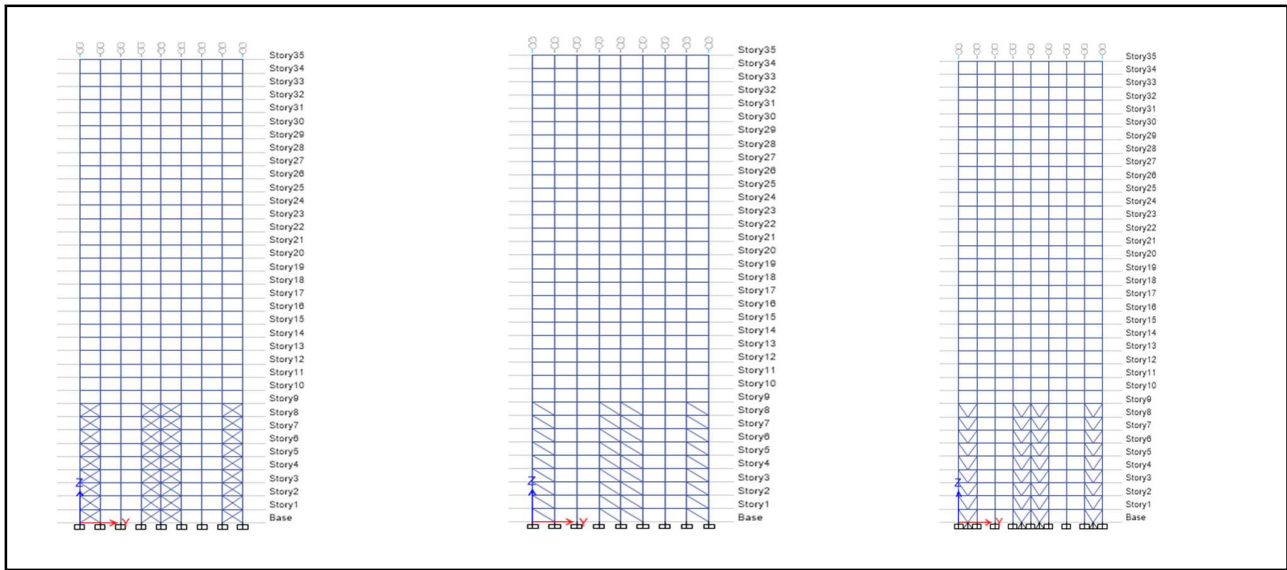 Story35
Story34
Story33
Story32
Story31
Story30
Story29
Story28
Story27
Story26
Story25
Story24
Story23
Story22
Story21
Story20
Story19
Story18
Story17
Story16
Story15
Story14
Story13
Story12
Story11
Story10
Story9
Story8
Story7
Story6
Story5
Story4
Story3
Story2
Story1
Base
Z
Y
Story35
Story34
Story33
Story32
Story31
Story30
Story29
Story28
Story27
Story26
Story25
Story24
Story23
Story22
Story21
Story20
Story19
Story18
Story17
Story16
Story15
Story14
Story13
Story12
Story11
Story10
Story9
Story8
Story7
Story6
Story5
Story4
Story3
Story2
Story1
Base
Z
Y
Story35
Story34
Story33
Story32
Story31
Story30
Story29
Story28
Story27
Story26
Story25
Story24
Story23
Story22
Story21
Story20
Story19
Story18
Story17
Story16
Story15
Story14
Story13
Story12
Story11
Story10
Story9
Story8
Story7
Story6
Story5
Story4
Story3
Story2
Story1
Base
Z
Y